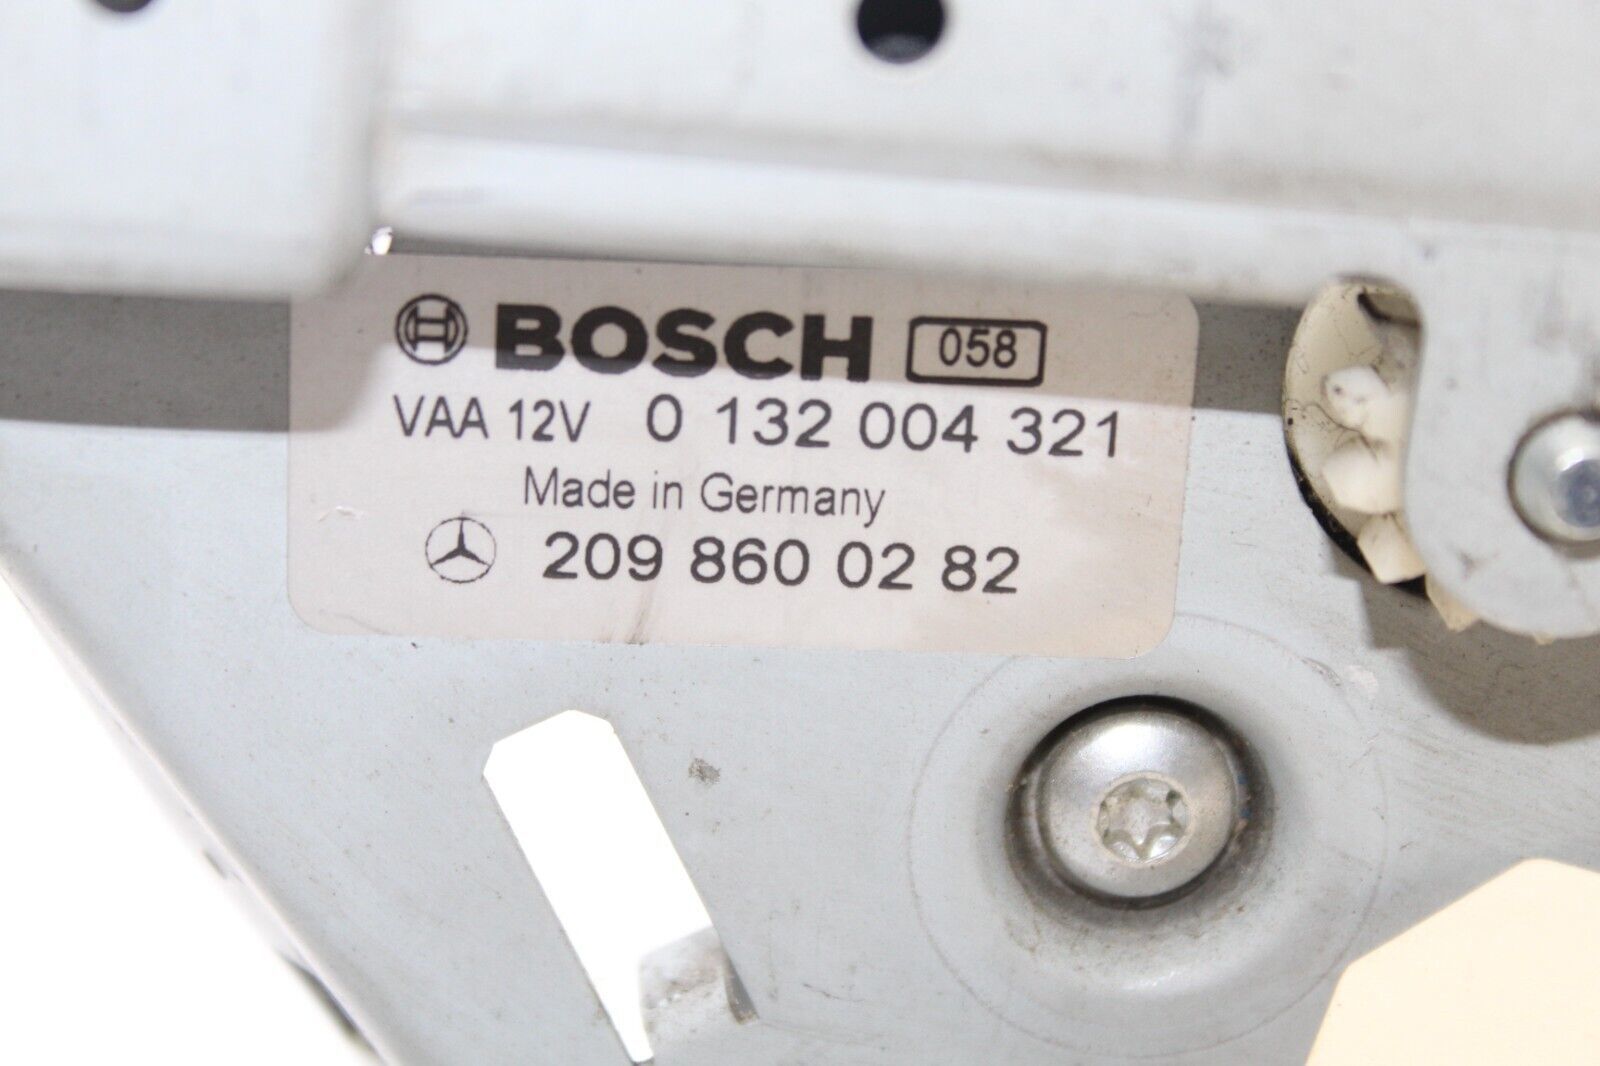 BOSCH 058
VAA 12V 0 132 004 321
Made in Germany
209 860 02 82